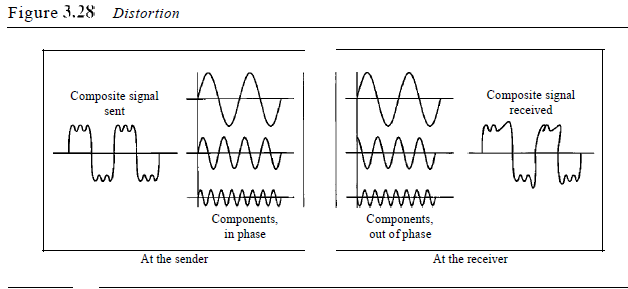 Figure 3.28 Distortion
Composite signal
sent
Components,
in phase
At the sender
Components,
out of phase
Composite signal
received
At the receiver